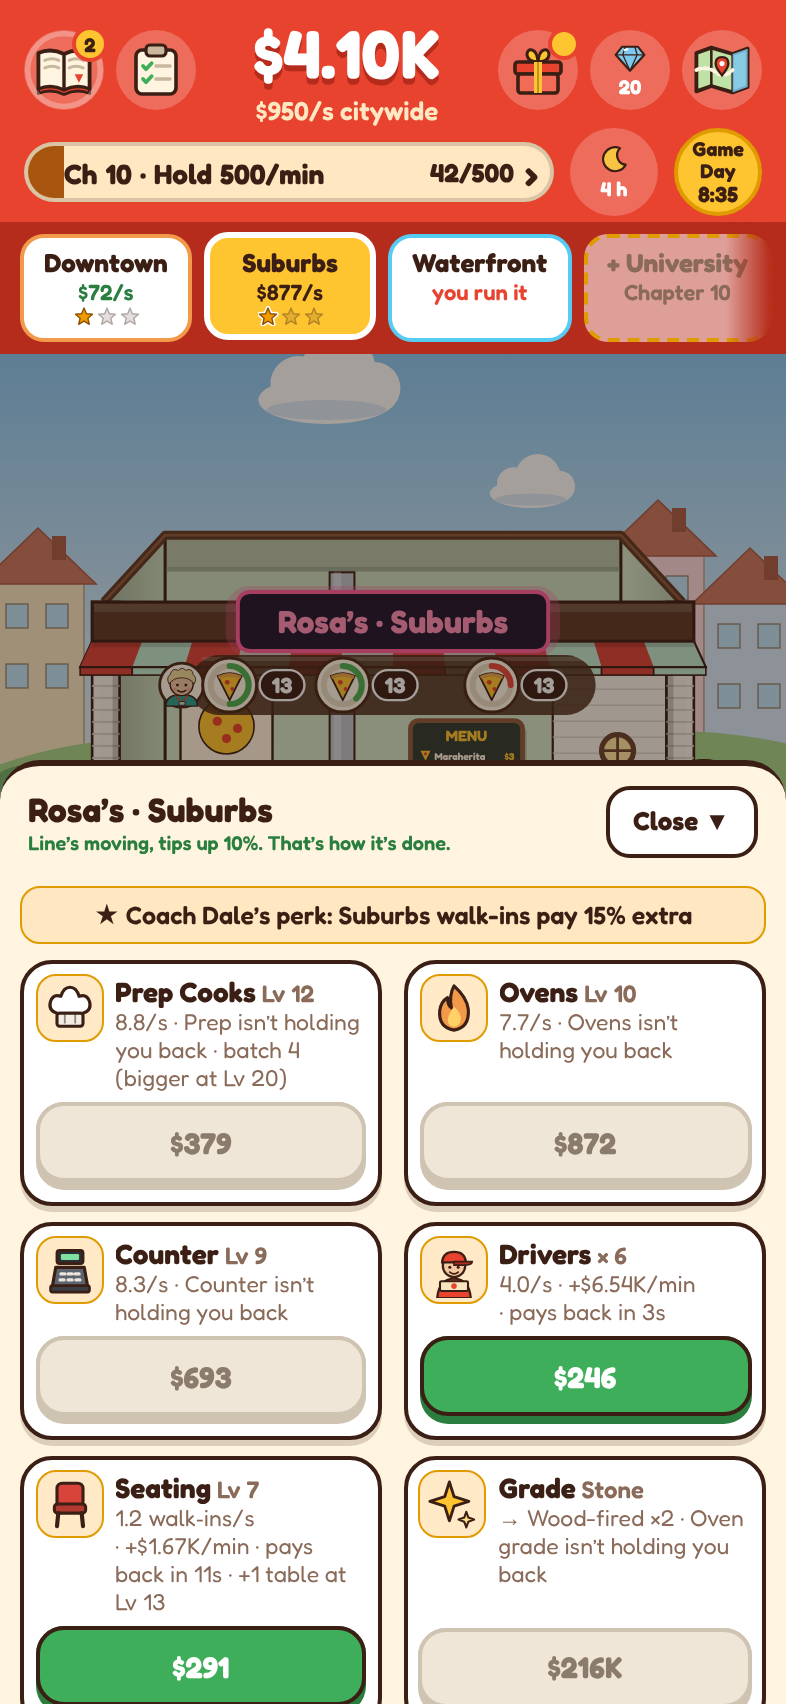 2
$4.10K
$950/s citywide
20
Ch 10 · Hold 500/min
42/500 >
4 h
Game
Day
8:35
Downtown
$72/s
Suburbs
$877/s
Waterfront
you run it
+ University
Chapter 10
Rosa's · Suburbs
13
13
13
MENU
Margherita $3
Rosa's · Suburbs
Line's moving, tips up 10%. That's how it's done.
Close ▼
★ Coach Dale's perk: Suburbs walk-ins pay 15% extra
Prep Cooks Lv 12
8.8/s · Prep isn't holding
you back · batch 4
(bigger at Lv 20)
$379
Ovens Lv 10
7.7/s · Ovens isn't
holding you back
$872
Counter Lv 9
8.3/s · Counter isn't
holding you back
$693
Drivers × 6
4.0/s · +$6.54K/min
· pays back in 3s
$246
Seating Lv 7
1.2 walk-ins/s
· +$1.67K/min · pays
back in 11s · +1 table at
Lv 13
$291
Grade Stone
→ Wood-fired ×2 · Oven
grade isn't holding you
back
$216K